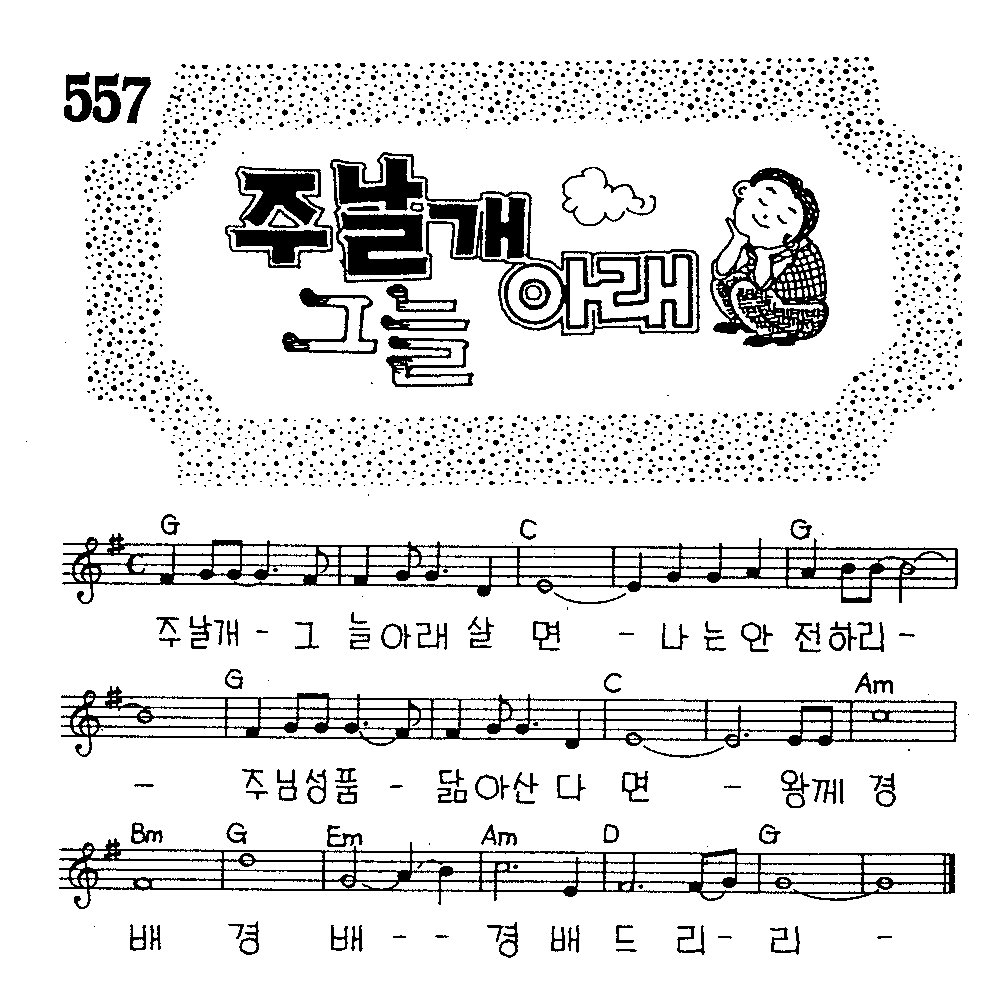 557
주날개
그늘 아래
G C G
주날개 - 그 늘아래 살 면 - 나 는 안 전하리 -
G C Am
- 주님성품 - 닮아산 다 면 - 왕께 경
Bm G Em Am D G
배 경 배 - - 경 배 드 리 - 리 -